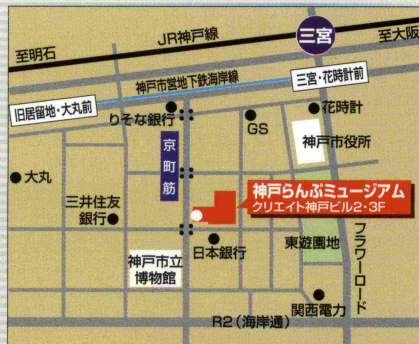 三宮
JR神戸線
至大阪
至明石
神戸市営地下鉄海岸線
三宮・花時計前
旧居留地・大丸前
りそな銀行
GS
花時計
神戸市役所
京町筋
大丸
三井住友
銀行
神戸らんぷミュージアム
クリエイト神戸ビル2・3F
東遊園地
フラワーロード
日本銀行
神戸市立
博物館
関西電力
R2(海岸通)